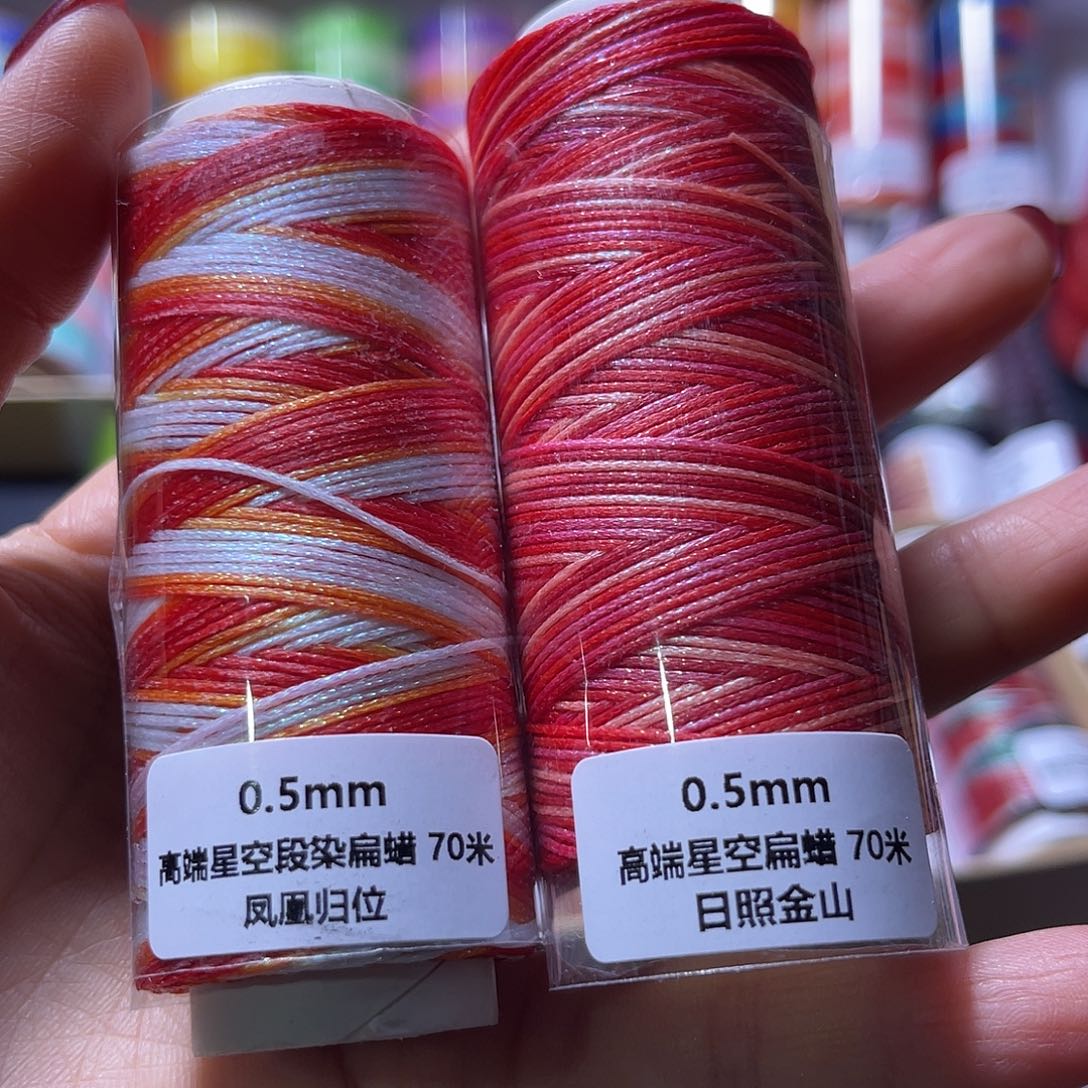 0.5mm
高端星空段染扁蜡 70米
凤凰归位
0.5mm
高端星空扁蜡 70米
日照金山